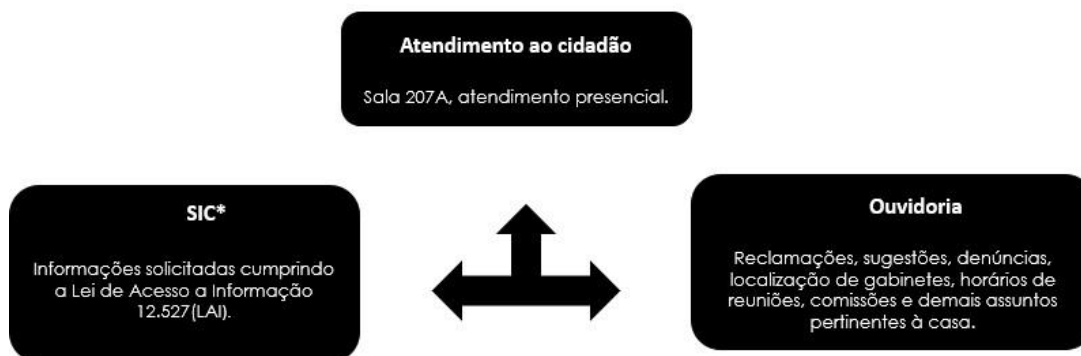 Atendimento ao cidadão
Sala 207A, atendimento presencial.
SIC*
Informações solicitadas cumprindo
a Lei de Acesso a Informação
12.527(LAI).
Ouvidoria
Reclamações, sugestões, denúncias,
localização de gabinetes, horários de
reuniões, comissões e demais assuntos
pertinentes à casa.